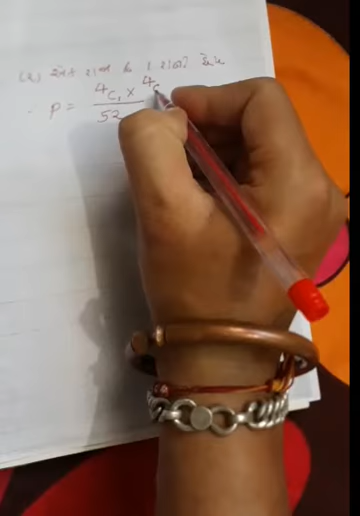 (2) એક રાજા કે 1 રાણી હોય
∴ P = ⁴C₁ × ⁴C
52